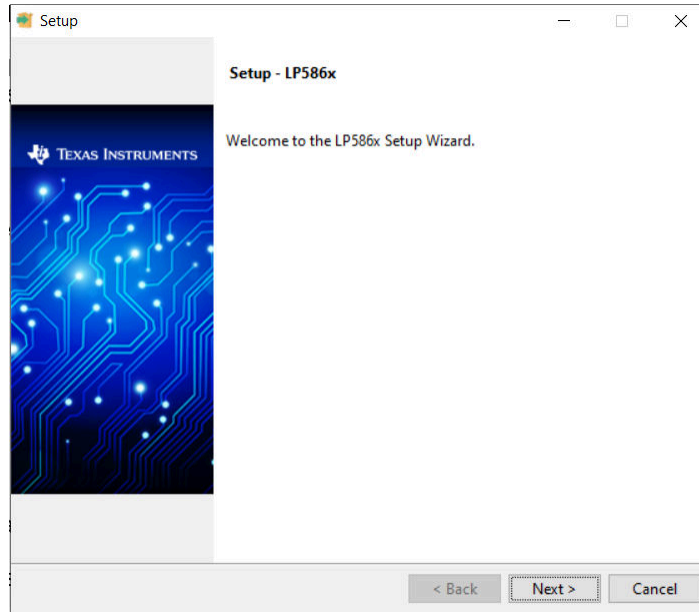 Setup
Setup - LP586x
TEXAS INSTRUMENTS
Welcome to the LP586x Setup Wizard.
< Back
Next >
Cancel